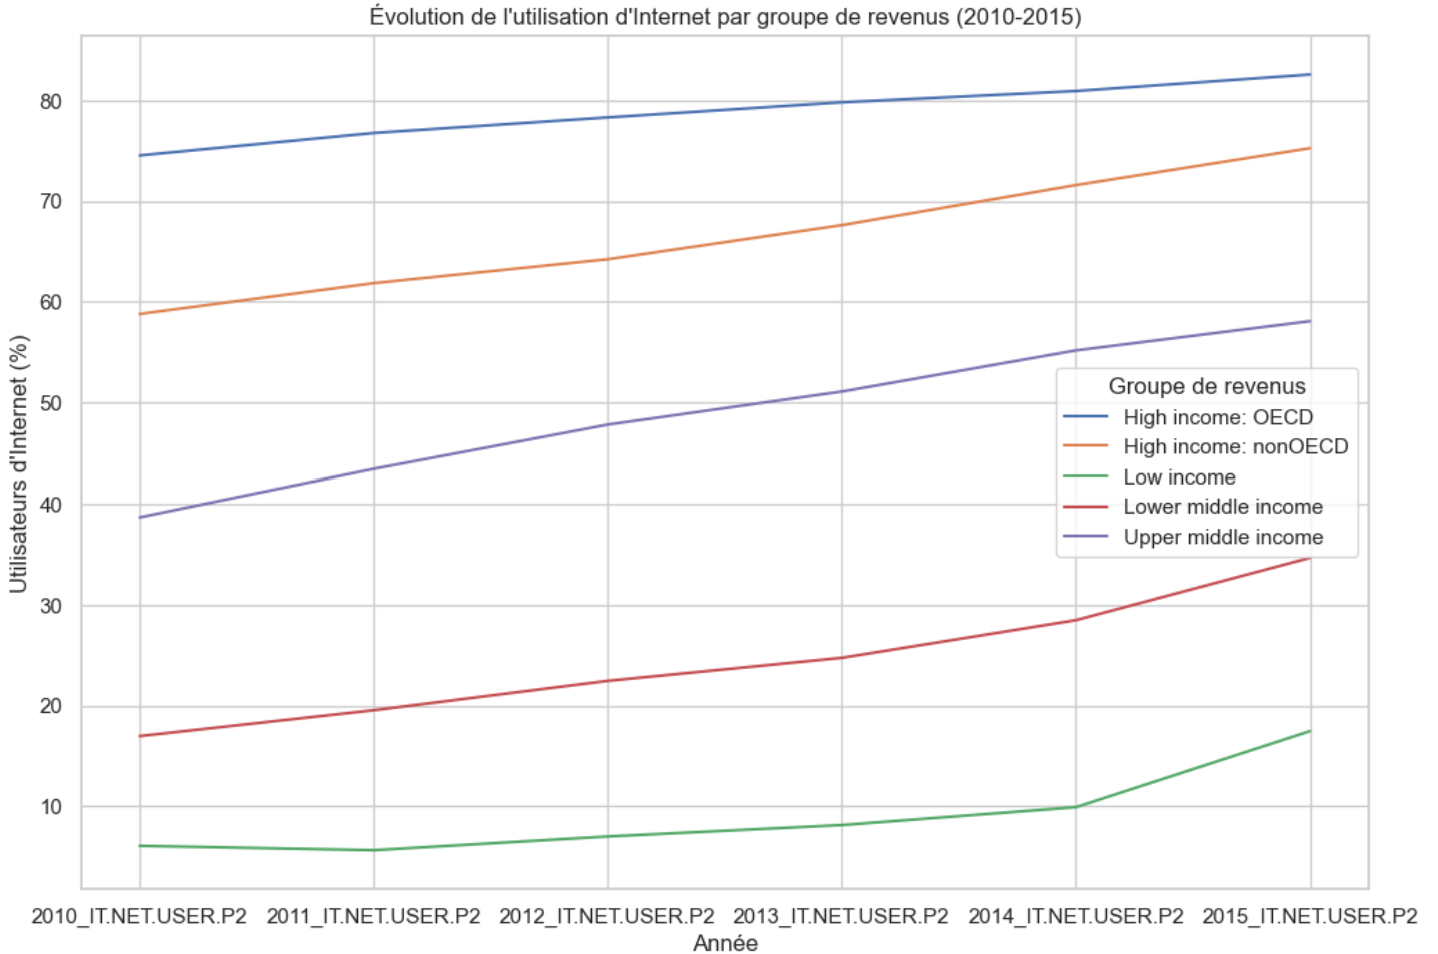 Évolution de l'utilisation d'Internet par groupe de revenus (2010-2015)
Utilisateurs d'Internet (%)
80
70
60
50
40
30
20
10
Groupe de revenus
High income: OECD
High income: nonOECD
Low income
Lower middle income
Upper middle income
2010_IT.NET.USER.P2 2011_IT.NET.USER.P2 2012_IT.NET.USER.P2 2013_IT.NET.USER.P2 2014_IT.NET.USER.P2 2015_IT.NET.USER.P2
Année